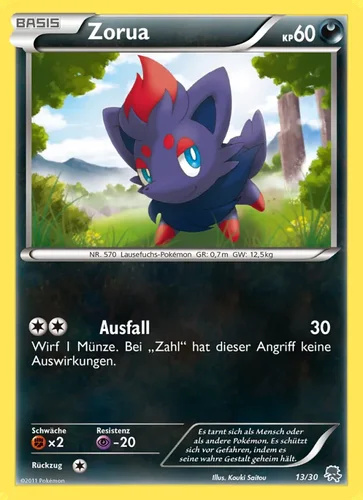 BASIS Zorua KP60
NR. 570 Lausefuchs-Pokémon GR: 0,7m GW: 12,5kg
Ausfall 30
Wirf 1 Münze. Bei „Zahl" hat dieser Angriff keine
Auswirkungen.
Schwäche Resistenz
×2 -20
Rückzug
Es tarnt sich als Mensch oder
als andere Pokémon. Es schützt
sich vor Gefahren, indem es
seine wahre Gestalt geheim hält.
©2011 Pokémon Illus. Kouki Saitou 13/30